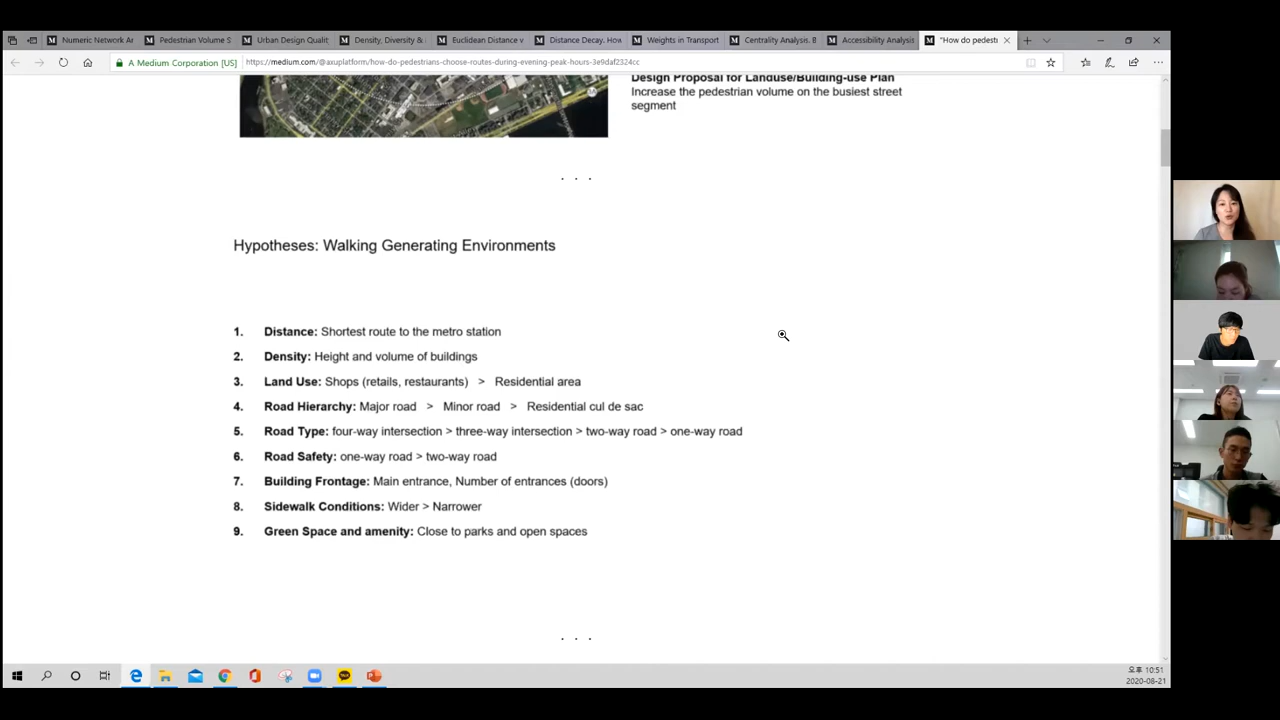 Numeric Network Ar
Pedestrian Volume S
Urban Design Qualit
Density, Diversity &
Euclidean Distance v
Distance Decay, How
Weights in Transport
Centrality Analysis. B
Accessibility Analysis
"How do pedestr
A Medium Corporation [US]
https://medium.com/@axuplatform/how-do-pedestrians-choose-routes-during-evening-peak-hours-3e9daf2324cc
Design Proposal for Landuse/Building-use Plan
Increase the pedestrian volume on the busiest street
segment
. . .
Hypotheses: Walking Generating Environments
1. Distance: Shortest route to the metro station
2. Density: Height and volume of buildings
3. Land Use: Shops (retails, restaurants) > Residential area
4. Road Hierarchy: Major road > Minor road > Residential cul de sac
5. Road Type: four-way intersection > three-way intersection > two-way road > one-way road
6. Road Safety: one-way road > two-way road
7. Building Frontage: Main entrance, Number of entrances (doors)
8. Sidewalk Conditions: Wider > Narrower
9. Green Space and amenity: Close to parks and open spaces
. . .
오후 10:51
2020-08-21